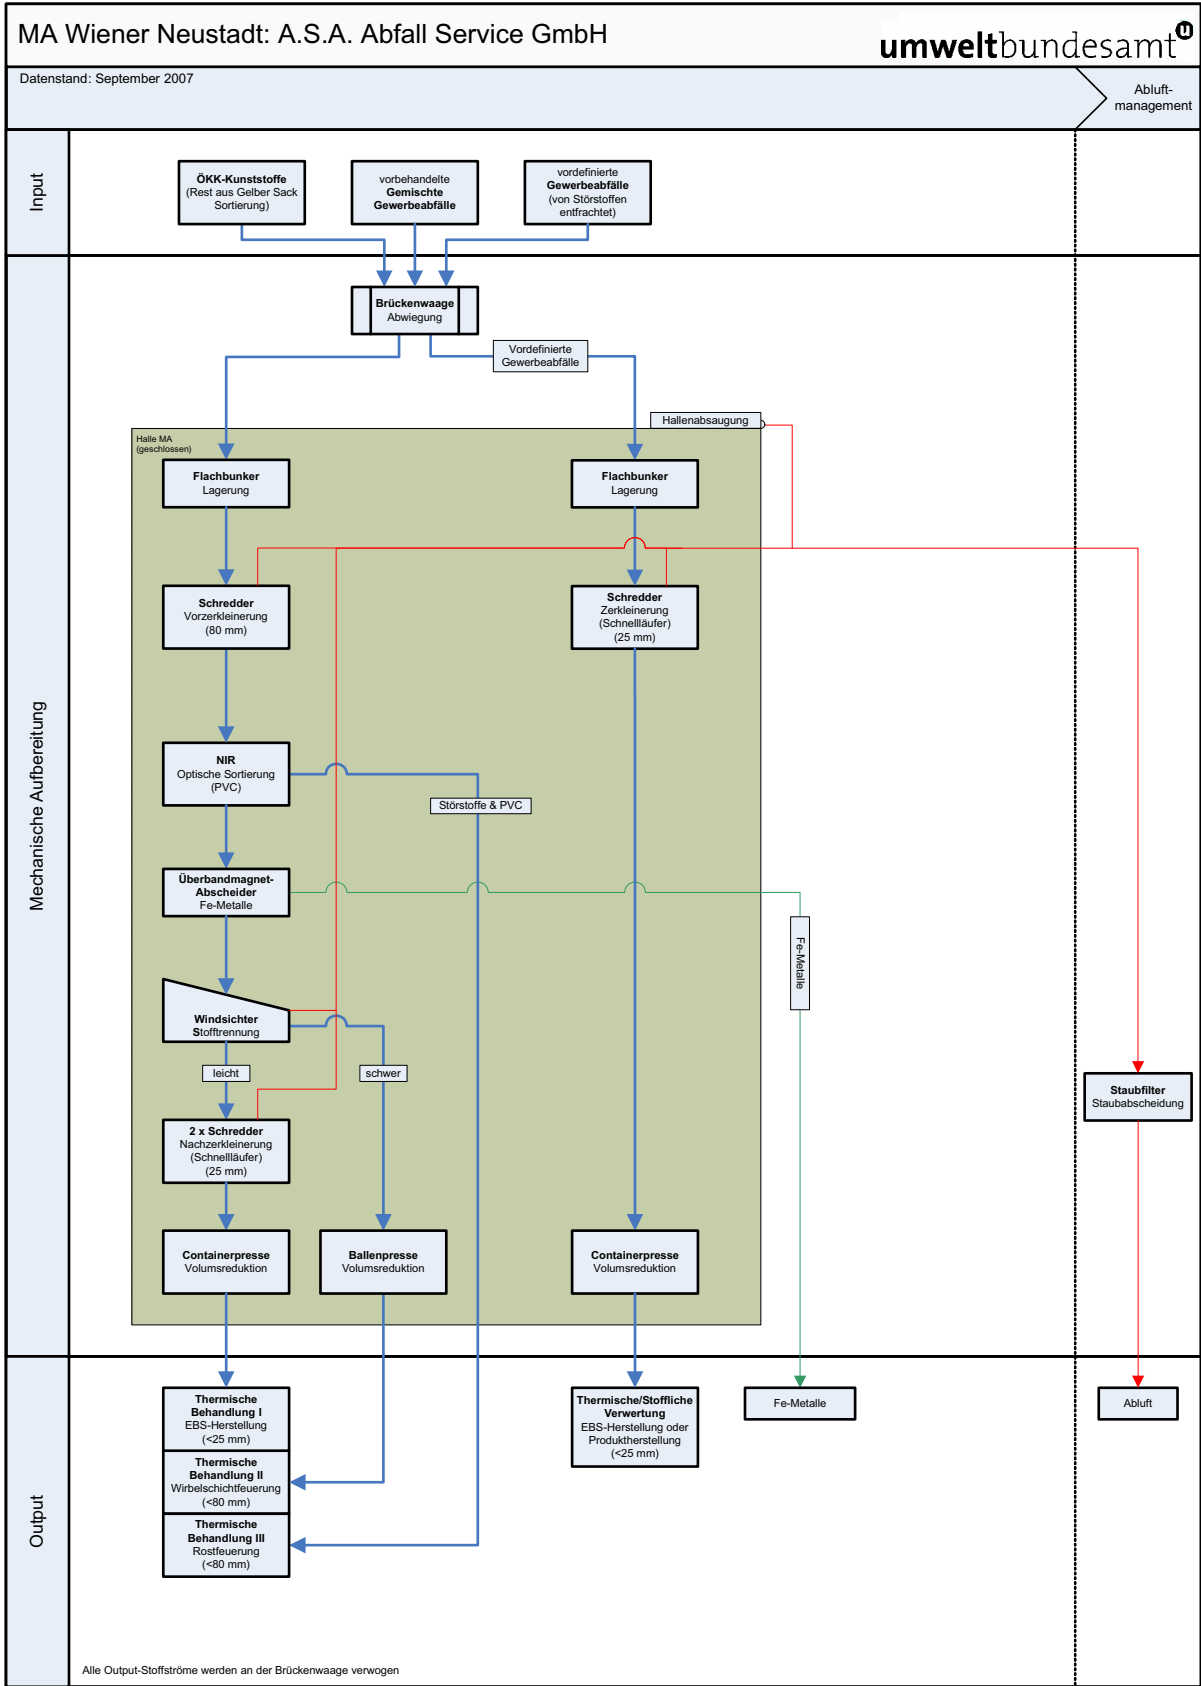 MA Wiener Neustadt: A.S.A. Abfall Service GmbH
umweltbundesamt
u
Datenstand: September 2007
Abluft-
management
Input
ÖKK-Kunststoffe
(Rest aus Gelber Sack
Sortierung)
vorbehandelte
Gemischte
Gewerbeabfälle
vordefinierte
Gewerbeabfälle
(von Störstoffen
entfrachtet)
Mechanische Aufbereitung
Brückenwaage
Abwiegung
Vordefinierte
Gewerbeabfälle
Hallenabsaugung
Halle MA
(geschlossen)
Flachbunker
Lagerung
Flachbunker
Lagerung
Schredder
Vorzerkleinerung
(80 mm)
Schredder
Zerkleinerung
(Schnellläufer)
(25 mm)
NIR
Optische Sortierung
(PVC)
Störstoffe & PVC
Überbandmagnet-
Abscheider
Fe-Metalle
Fe-Metalle
Windsichter
Stofftrennung
leicht
schwer
Staubfilter
Staubabscheidung
2 x Schredder
Nachzerkleinerung
(Schnellläufer)
(25 mm)
Containerpresse
Volumsreduktion
Ballenpresse
Volumsreduktion
Containerpresse
Volumsreduktion
Output
Thermische
Behandlung I
EBS-Herstellung
(<25 mm)
Thermische
Behandlung II
Wirbelschichtfeuerung
(<80 mm)
Thermische
Behandlung III
Rostfeuerung
(<80 mm)
Thermische/Stoffliche
Verwertung
EBS-Herstellung oder
Produktherstellung
(<25 mm)
Fe-Metalle
Abluft
Alle Output-Stoffströme werden an der Brückenwaage verwogen